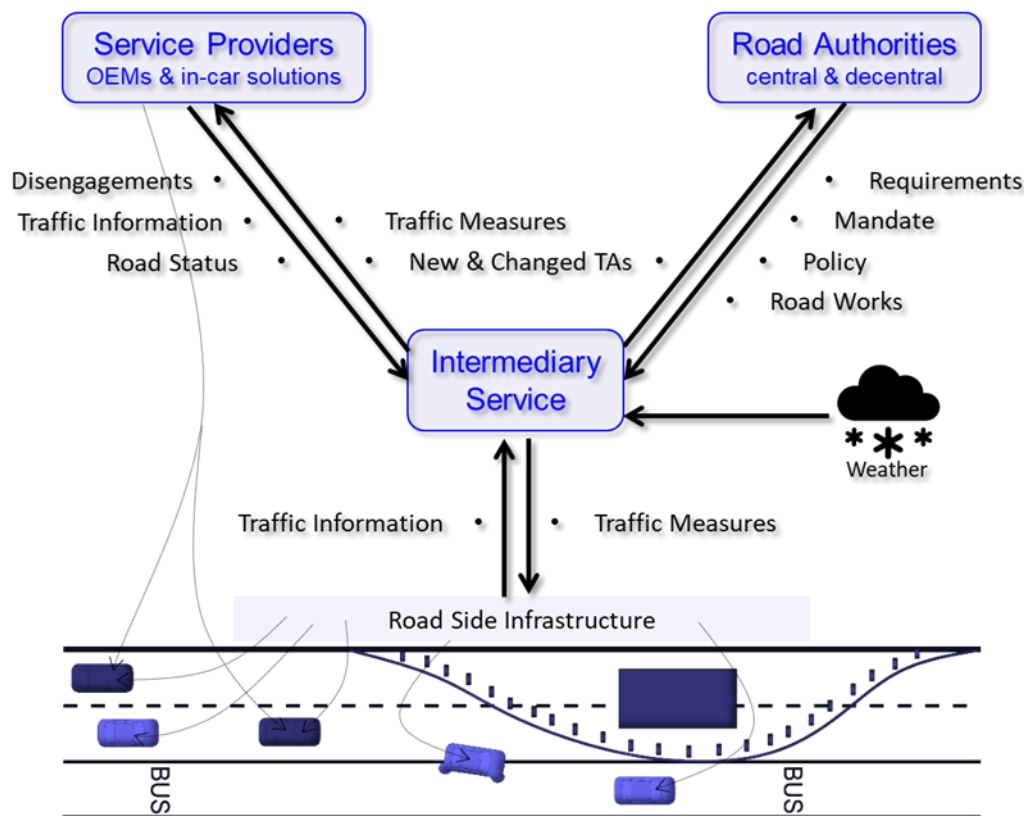 Service Providers
OEMs & in-car solutions
Road Authorities
central & decentral
Disengagements •
• Requirements
Traffic Information •
• Traffic Measures
• Mandate
Road Status •
• New & Changed TAs •
• Policy
• Road Works
Intermediary
Service
Weather
Traffic Information •
• Traffic Measures
Road Side Infrastructure
BUS
BUS